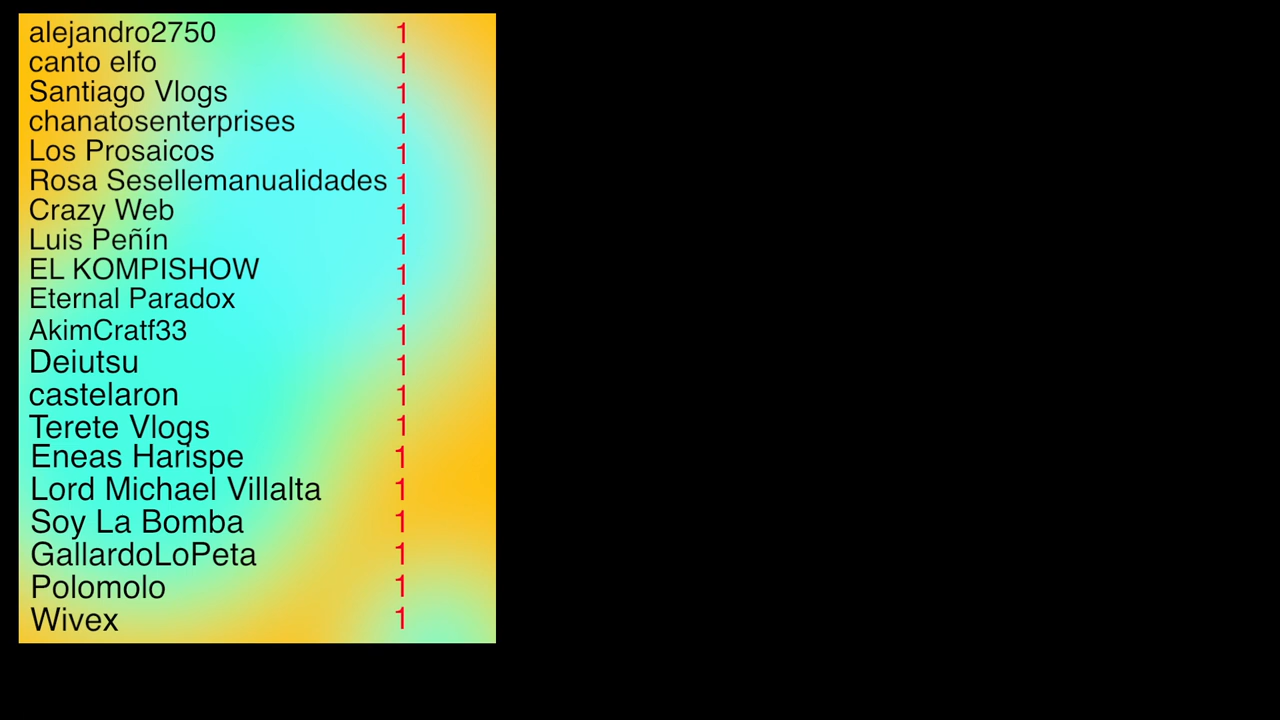 alejandro2750 1
canto elfo 1
Santiago Vlogs 1
chanatosenterprises 1
Los Prosaicos 1
Rosa Sesellemanualidades 1
Crazy Web 1
Luis Peñín 1
EL KOMPISHOW 1
Eternal Paradox 1
AkimCratf33 1
Deiutsu 1
castelaron 1
Terete Vlogs 1
Eneas Harispe 1
Lord Michael Villalta 1
Soy La Bomba 1
GallardoLoPeta 1
Polomolo 1
Wivex 1